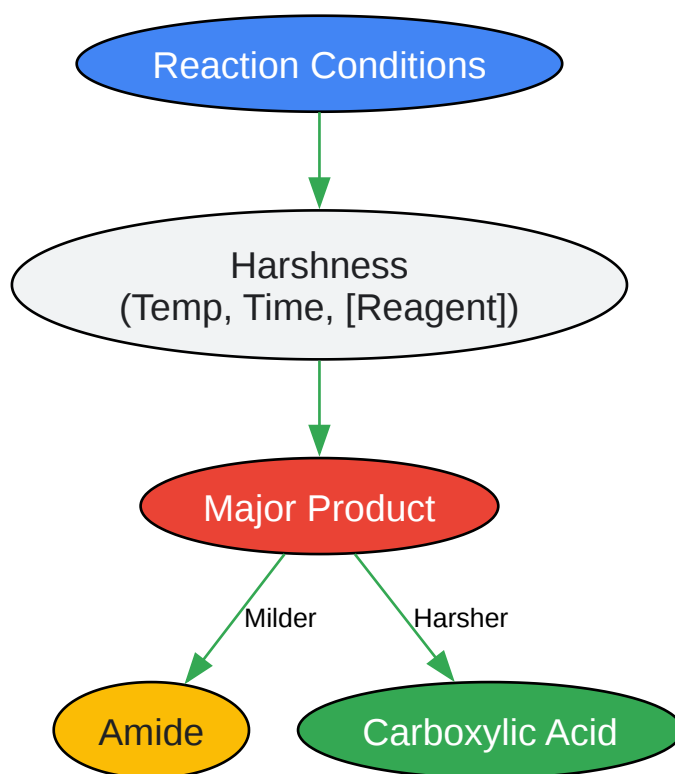 Reaction Conditions
Harshness
(Temp, Time, [Reagent])
Major Product
Milder
Harsher
Amide
Carboxylic Acid